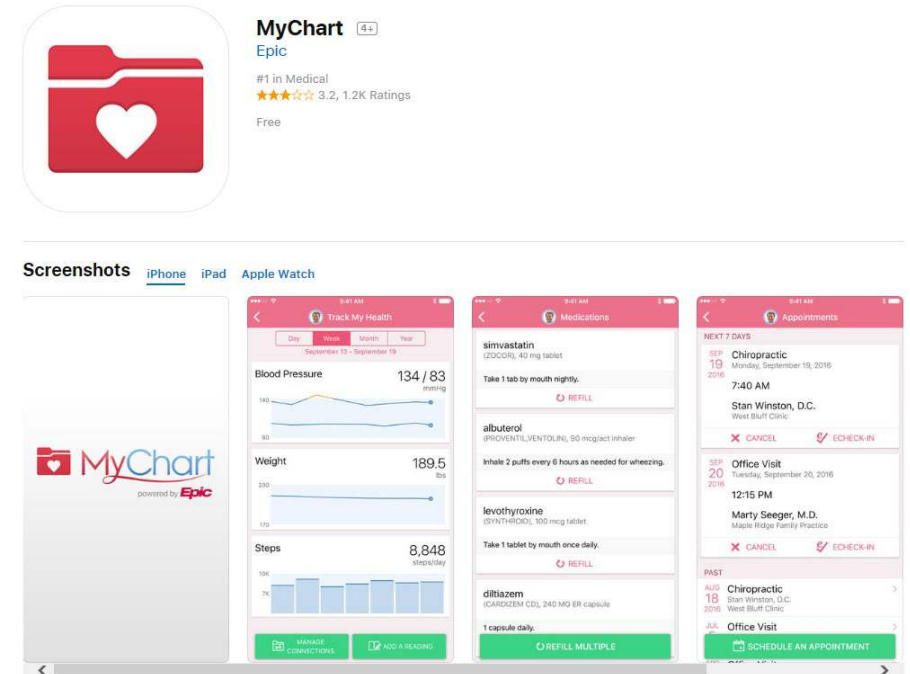 MyChart 4+
Epic
#1 in Medical
3.2, 1.2K Ratings
Free
Screenshots iPhone iPad Apple Watch
MyChart
powered by Epic
9:41 AM
Track My Health
Day Week Month Year
September 13 - September 19
Blood Pressure 134 / 83
mmHg
140
90
Weight 189.5
lbs
200
170
Steps 8,848
steps/day
10K
7K
MANAGE CONNECTIONS
ADD A READING
9:41 AM
Medications
simvastatin
(ZOCOR), 40 mg tablet
Take 1 tab by mouth nightly.
REFILL
albuterol
(PROVENTIL,VENTOLIN), 90 mcg/act inhaler
Inhale 2 puffs every 6 hours as needed for wheezing.
REFILL
levothyroxine
(SYNTHROID), 100 mcg tablet
Take 1 tablet by mouth once daily.
REFILL
diltiazem
(CARDIZEM CD), 240 MG ER capsule
1 capsule daily.
REFILL MULTIPLE
9:41 AM
Appointments
NEXT 7 DAYS
SEP 19 2016
Chiropractic
Monday, September 19, 2016
7:40 AM
Stan Winston, D.C.
West Bluff Clinic
CANCEL ECHECK-IN
SEP 20 2016
Office Visit
Tuesday, September 20, 2016
12:15 PM
Marty Seeger, M.D.
Maple Ridge Family Practice
CANCEL ECHECK-IN
PAST
AUG 18 2016
Chiropractic
Stan Winston, D.C.
West Bluff Clinic
JUL
Office Visit
SCHEDULE AN APPOINTMENT